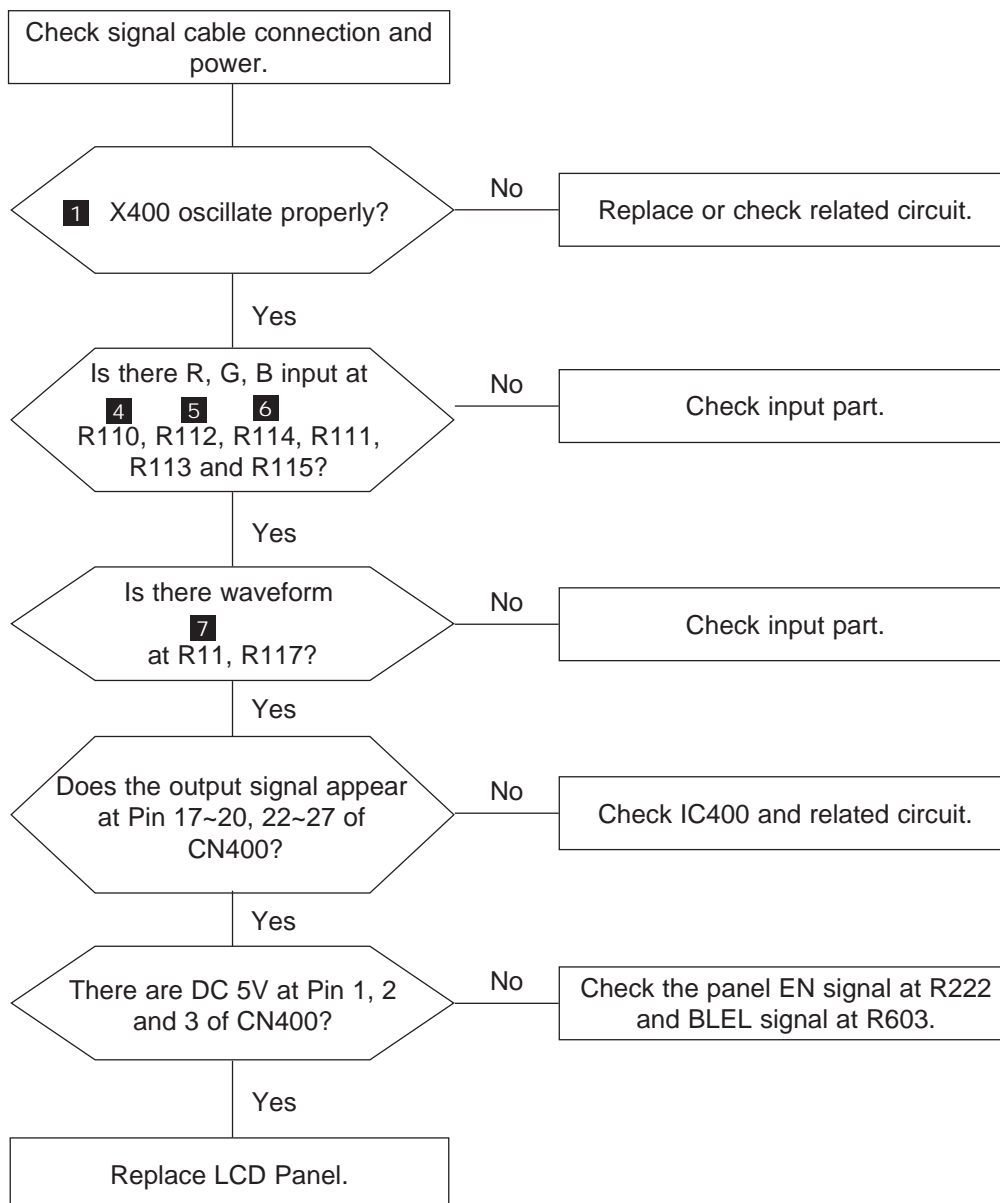 Check signal cable connection and
power.
1 X400 oscillate properly?
No
Replace or check related circuit.
Yes
Is there R, G, B input at
4 5 6
R110, R112, R114, R111,
R113 and R115?
No
Check input part.
Yes
Is there waveform
7
at R11, R117?
No
Check input part.
Yes
Does the output signal appear
at Pin 17~20, 22~27 of
CN400?
No
Check IC400 and related circuit.
Yes
There are DC 5V at Pin 1, 2
and 3 of CN400?
No
Check the panel EN signal at R222
and BLEL signal at R603.
Yes
Replace LCD Panel.